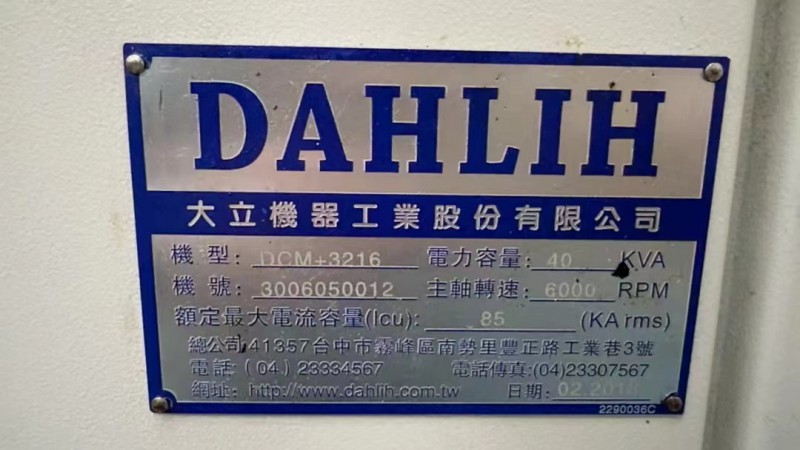 DAHLIH
大立機器工業股份有限公司
機 型: DCM+3216 電力容量: 40 KVA
機 號: 3006050012 主軸轉速: 6000 RPM
額定最大電流容量(Icu): 85 (KA rms)
總公司 41357台中市霧峰區南勢里豐正路工業巷3號
電話: (04) 23334567 電話傳真:(04)23307567
網址: http://www.dahlih.com.tw 日期:
2290036C